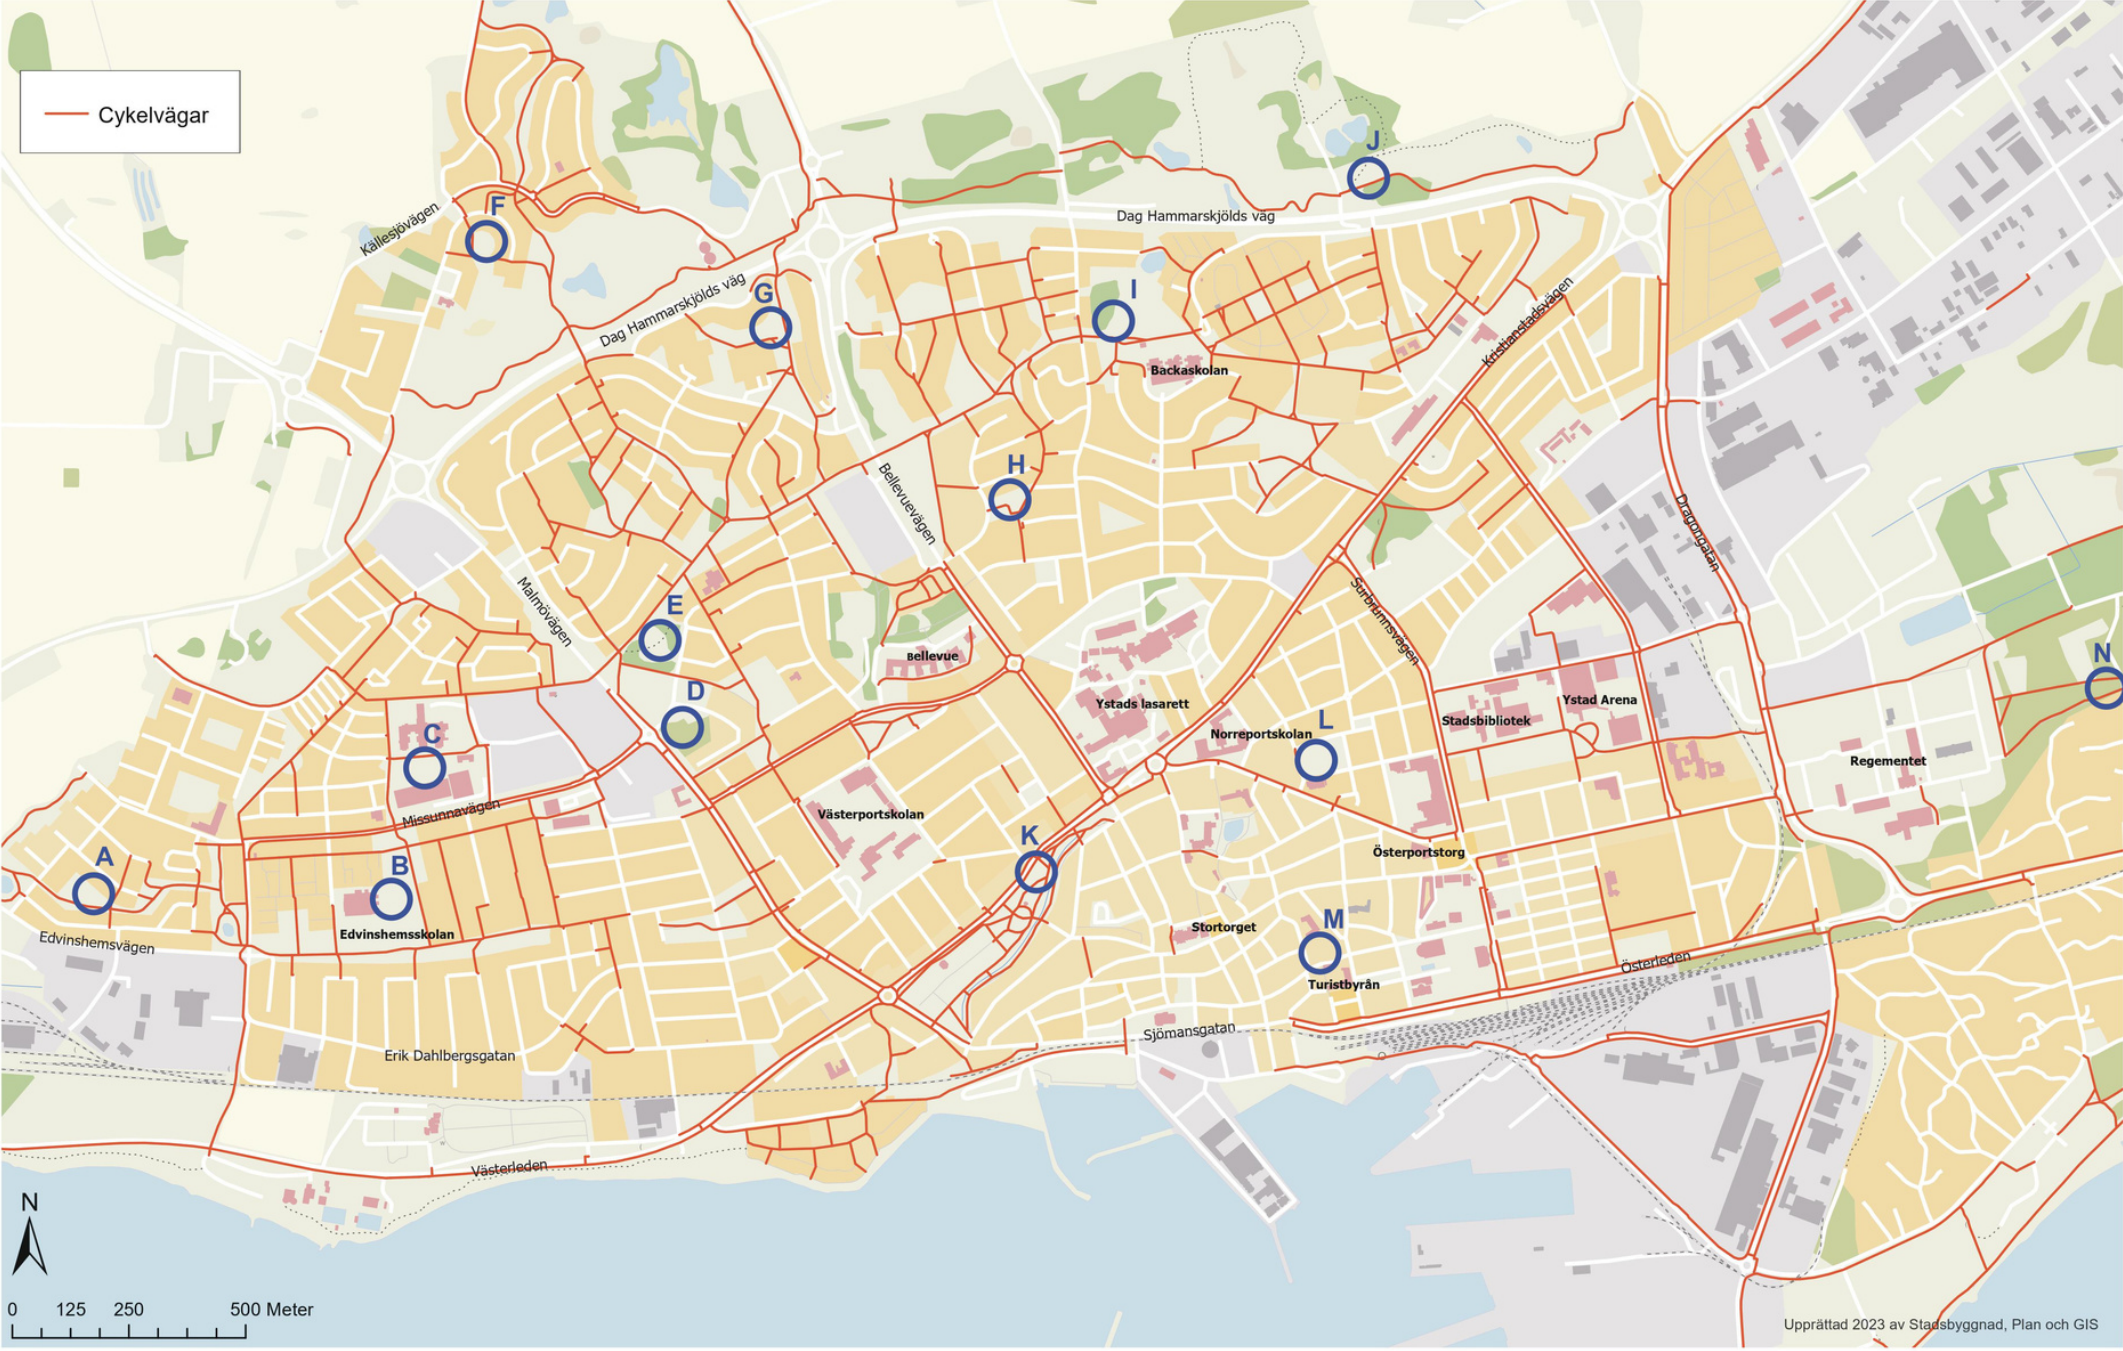 Cykelvägar
J
Källesjövägen
F
Dag Hammarskjölds väg
Dag Hammarskjölds väg
G
I
Kristianstadsvägen
Backaskolan
H
Bellevuevägen
Dragongatan
Malmövägen
E
Surbrunnsvägen
Bellevue
N
D
Ystads lasarett
Ystad Arena
Stadsbibliotek
L
Norreportskolan
C
Regementet
Missunnavägen
Västerportskolan
K
Österportstorg
A
B
Edvinshemsskolan
Stortorget
M
Edvinshemsvägen
Österleden
Turistbyrån
Sjömansgatan
Erik Dahlbergsgatan
Västerleden
N
0 125 250 500 Meter
Upprättad 2023 av Stadsbyggnad, Plan och GIS